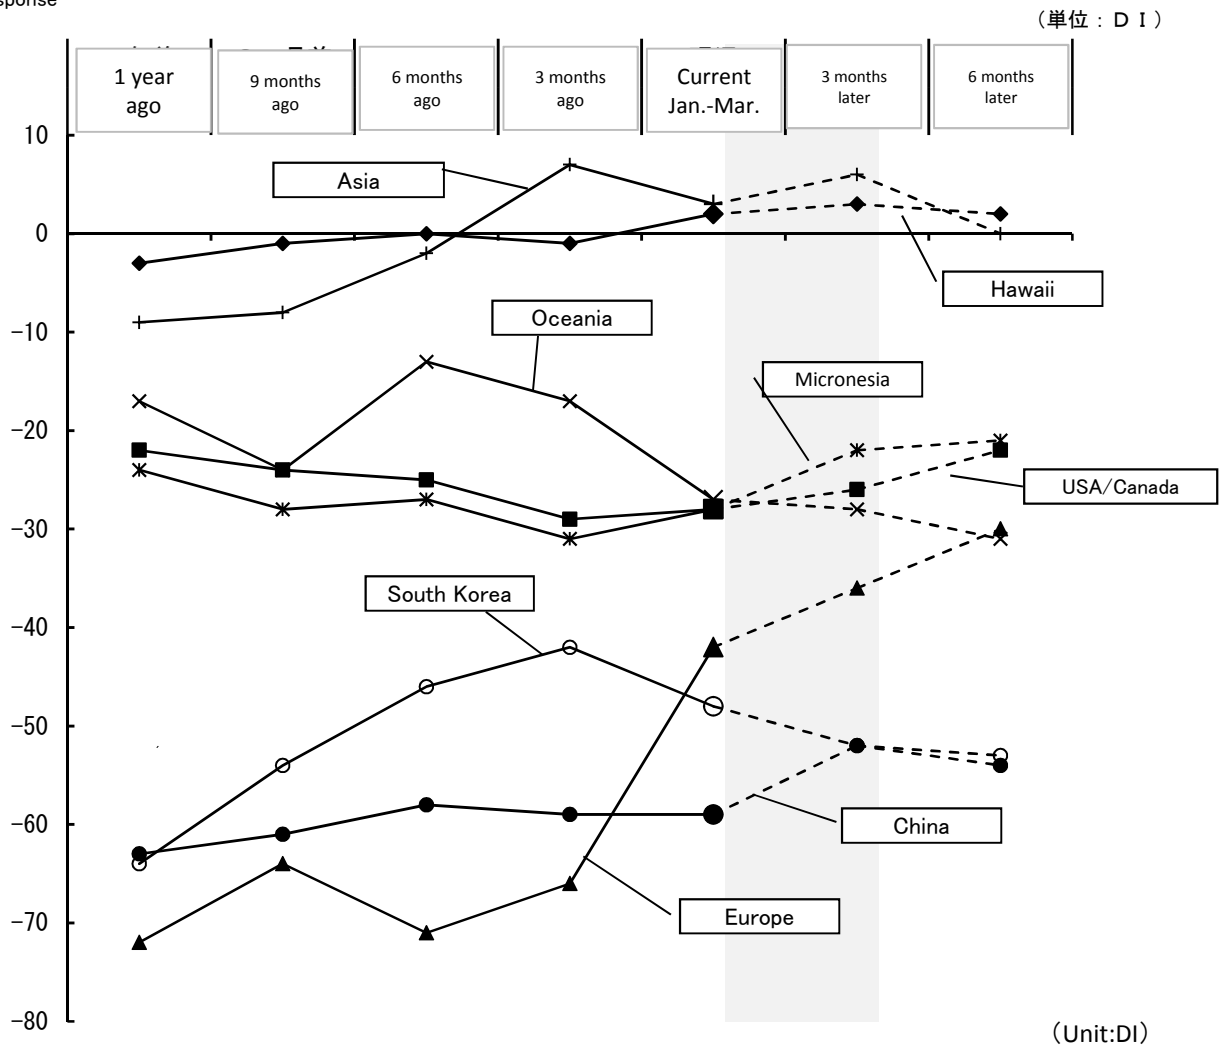 （単位：ＤＩ）
1 year
ago
9 months
ago
6 months
ago
3 months
ago
Current
Jan.-Mar.
3 months
later
6 months
later
10
0
-10
-20
-30
-40
-50
-60
-70
-80
Asia
Hawaii
Oceania
Micronesia
USA/Canada
South Korea
China
Europe
（Unit:DI）